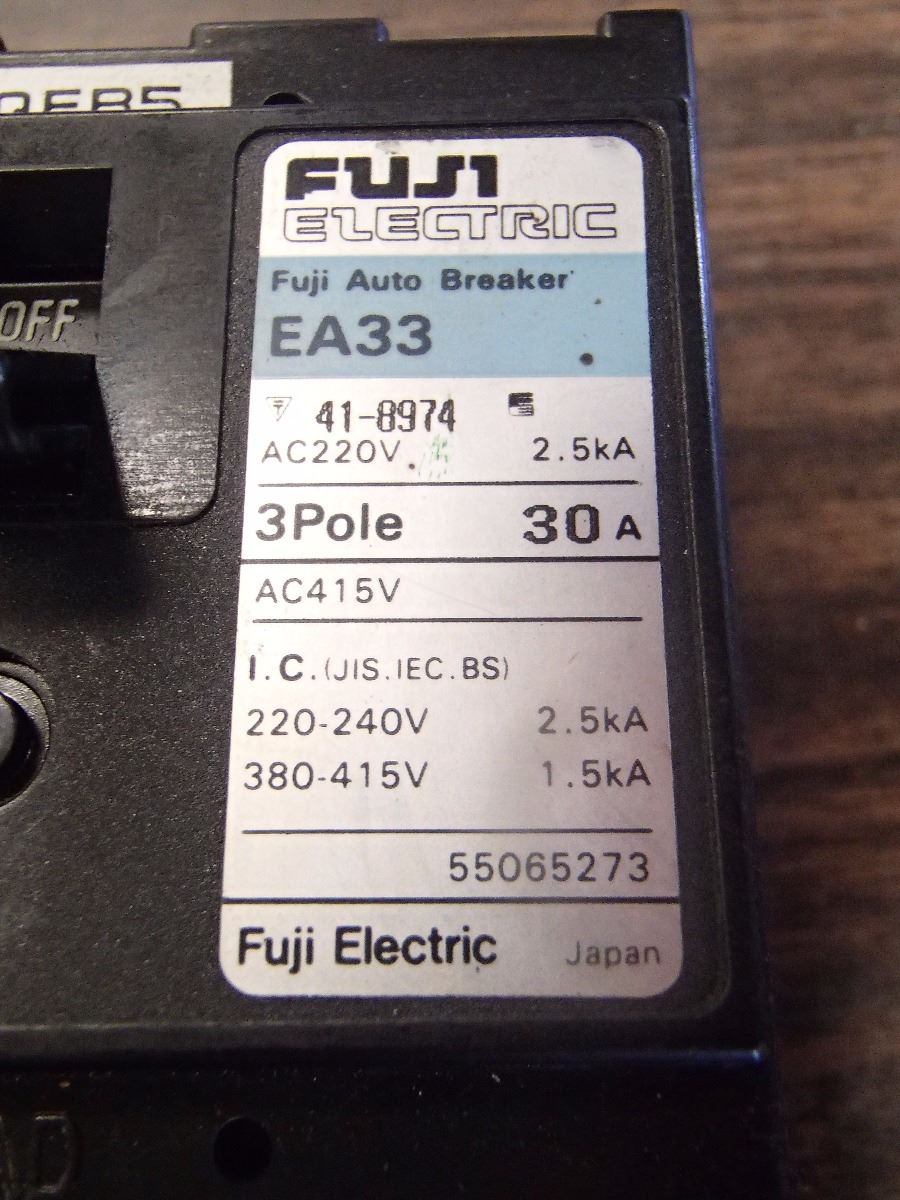 FUJI
ELECTRIC
Fuji Auto Breaker
EA33
OFF
41-8974
AC220V 2.5kA
3Pole 30 A
AC415V
I.C.(JIS.IEC.BS)
220-240V 2.5kA
380-415V 1.5kA
55065273
Fuji Electric Japan